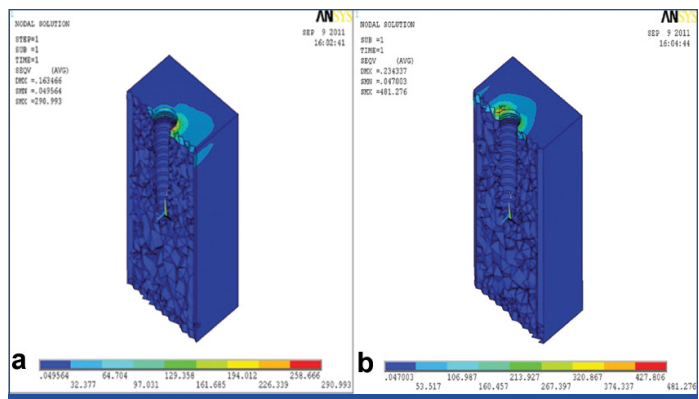 1
NODAL SOLUTION
STEP=1
SUB =1
TIME=1
SEQV (AVG)
DMX =.163466
SMN =.049564
SMX =290.993
ANSYS
SEP 9 2011
16:02:41
a
.049564 64.704 129.358 194.012 258.666
32.377 97.031 161.685 226.339 290.993
1
NODAL SOLUTION
SUB =1
TIME=1
SEQV (AVG)
DMX =.234337
SMN =.047003
SMX =481.276
ANSYS
SEP 9 2011
16:04:44
b
.047003 106.987 213.927 320.867 427.806
53.517 160.457 267.397 374.337 481.276